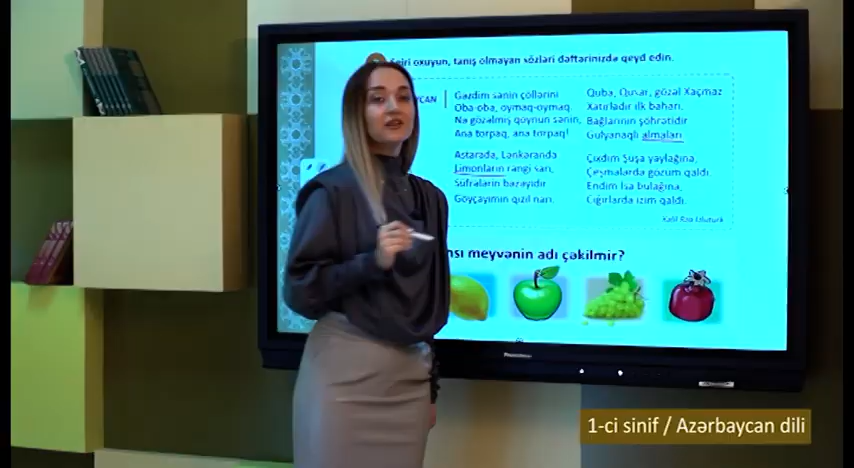 Şeiri oxuyun, tanış olmayan sözləri dəftərinizdə qeyd edin.
Gəzdim sənin çöllərini
Oba-oba, oymaq-oymaq.
Nə gözəlmiş qoynun sənin,
Ana torpaq, ana torpaq!
Astarada, Lənkəranda
Limonların rəngi sarı,
Süfrələrin bəzəyidir
Göyçayımın qızıl narı.
Quba, Qusar, gözəl Xaçmaz
Xatırladır ilk baharı,
Bağlarının şöhrətidir
Gülyanaqlı almaları
Çıxdım Şuşa yaylağına,
Çeşmələrdə gözüm qaldı.
Endim İsa bulağına,
Cığırlarda izim qaldı.
meyvənin adı çəkilmir?
1-ci sinif / Azərbaycan dili